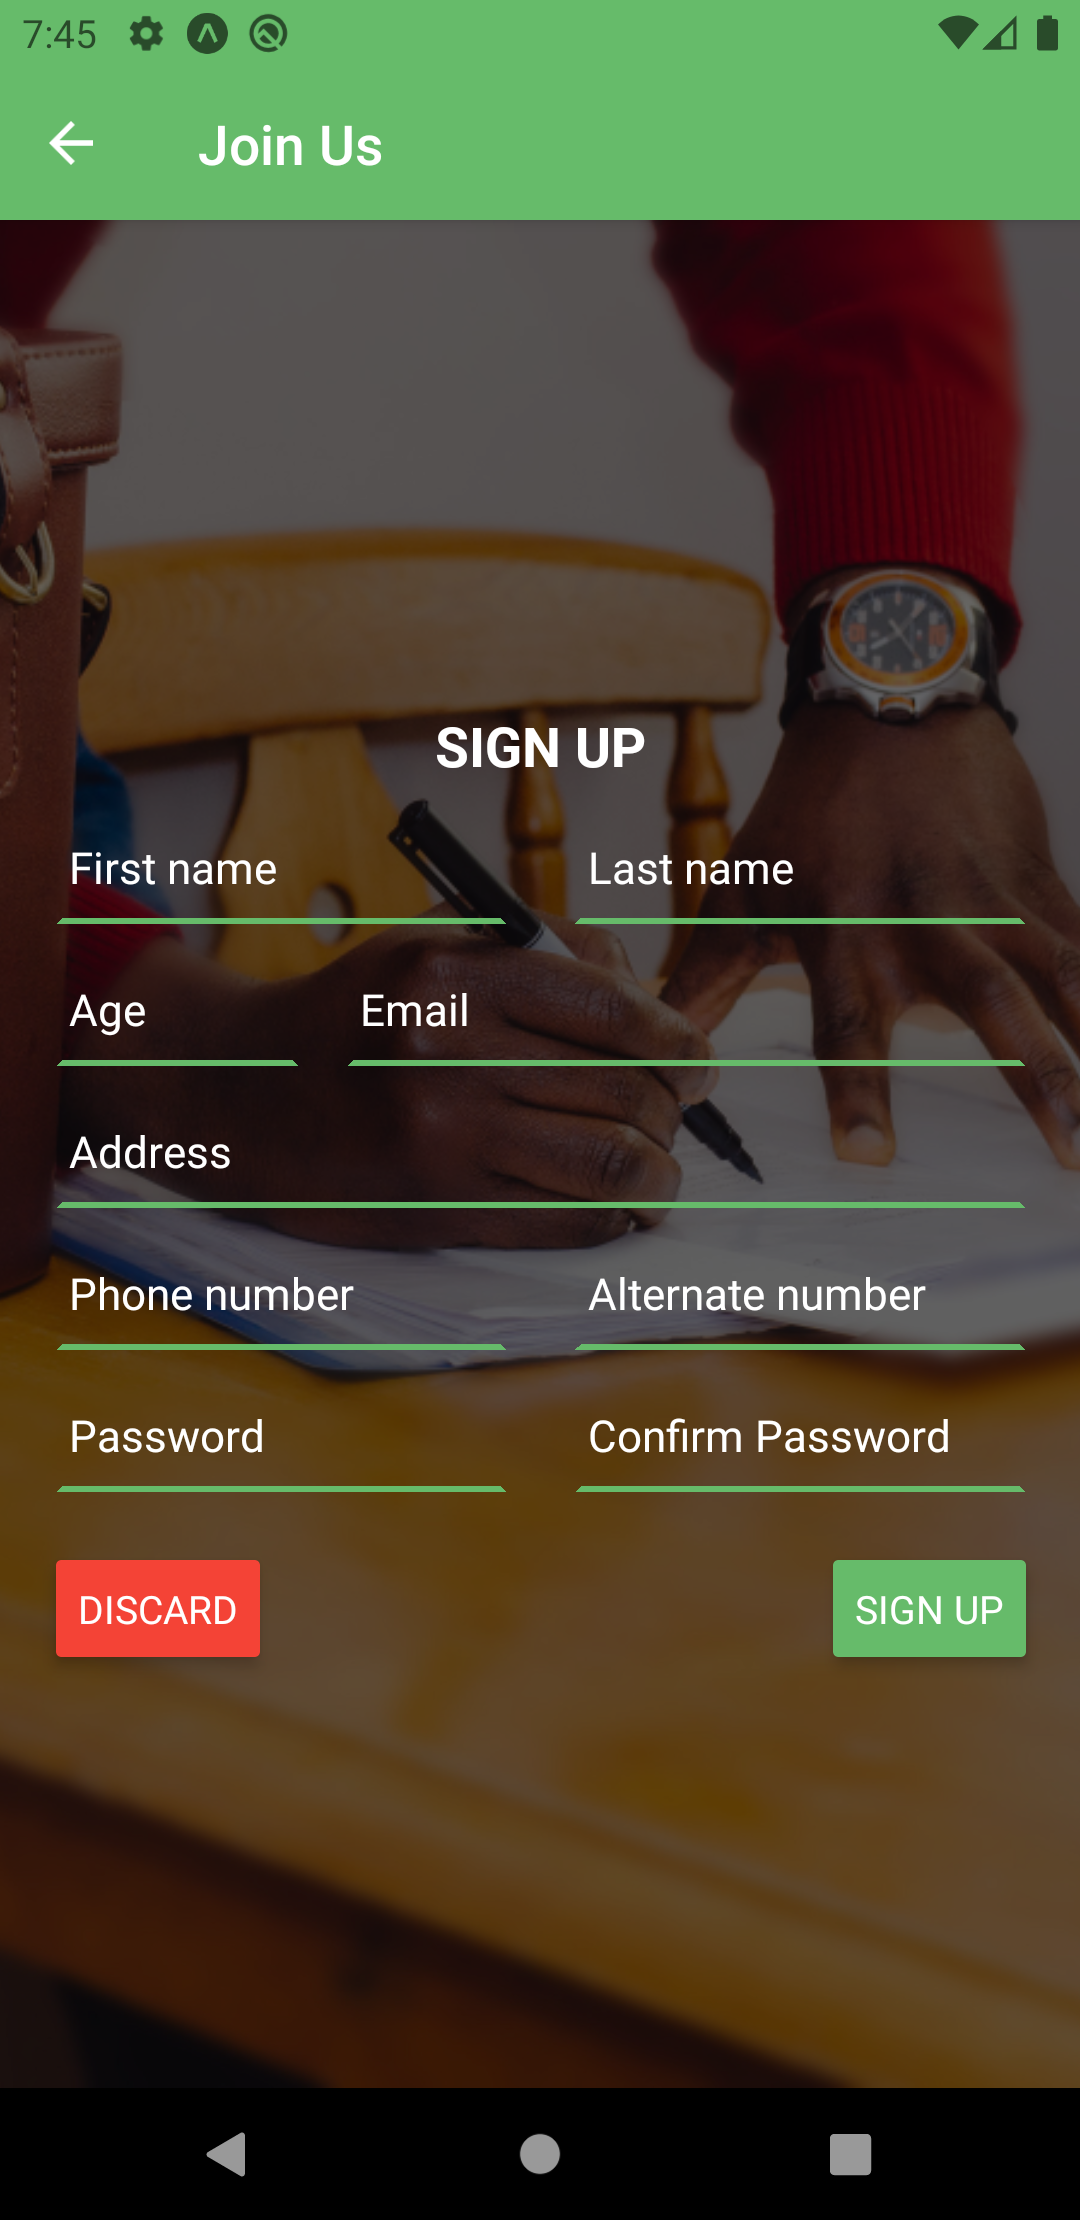 7:45
Join Us
SIGN UP
First name Last name
Age Email
Address
Phone number Alternate number
Password Confirm Password
DISCARD SIGN UP